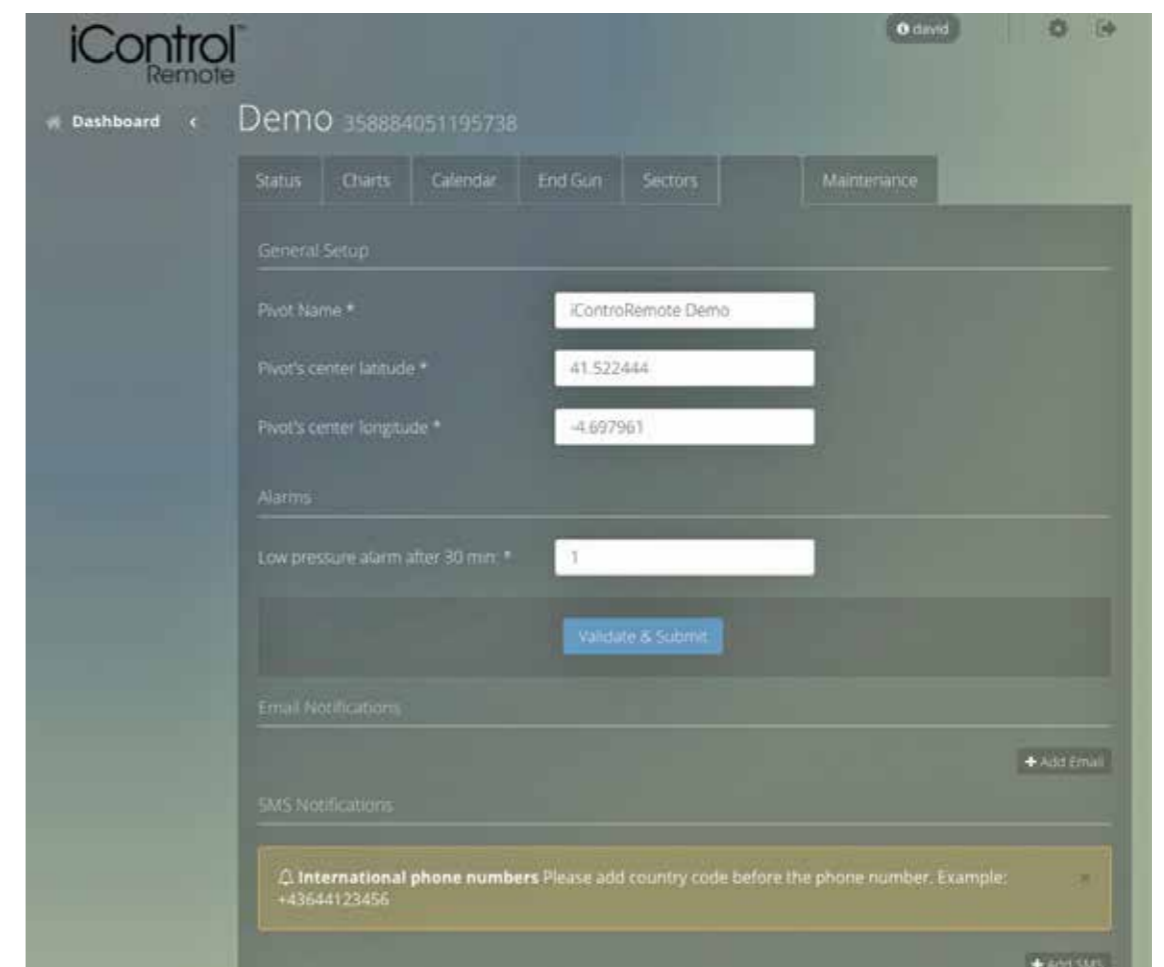 iControl™
Remote
david
Dashboard
Demo 358884051195738
Status Charts Calendar End Gun Sectors Maintenance
General Setup
Pivot Name * iControRemote Demo
Pivot's center latitude * 41.522444
Pivot's center longitude * -4.697961
Alarms
Low pressure alarm after 30 min: * 1
Validate & Submit
Email Notifications
+ Add Email
SMS Notifications
International phone numbers Please add country code before the phone number. Example:
+43644123456
+ Add SMS